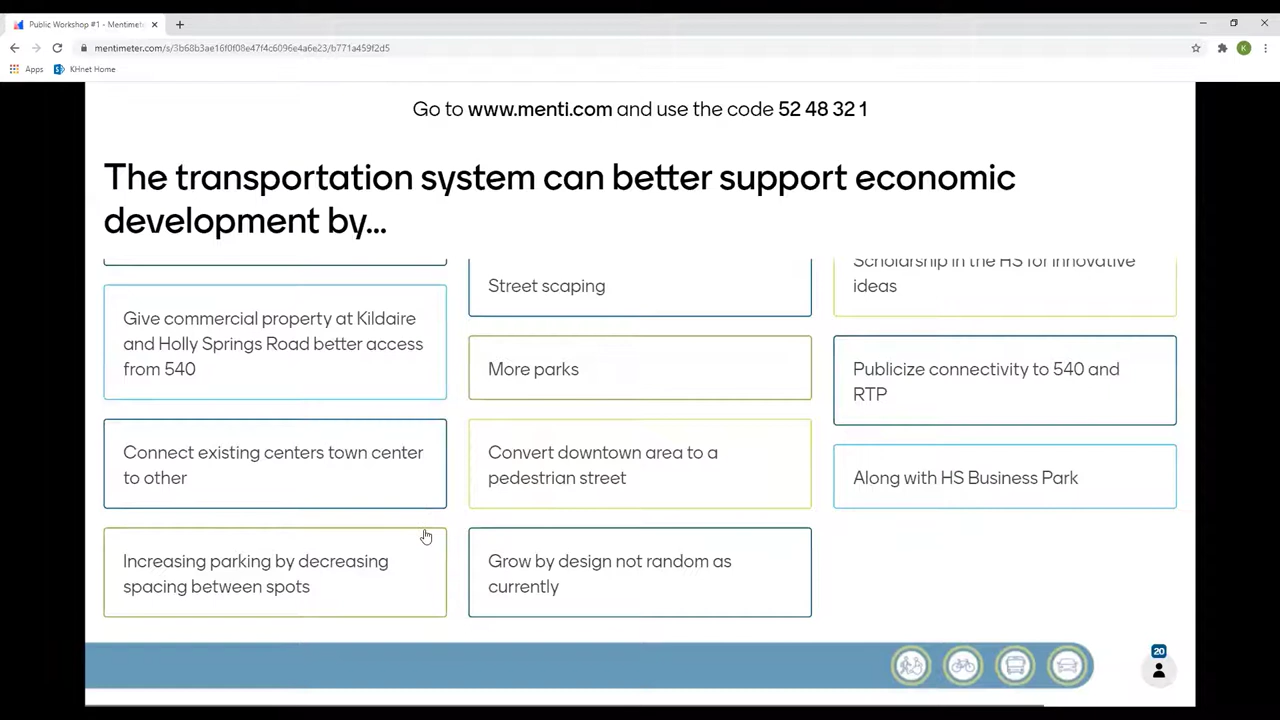 Public Workshop #1 - Mentimete
mentimeter.com/s/3b68b3ae16f0f08e47f4c6096e4a6e23/b771a459f2d5
K
Apps
KHnet Home
Go to www.menti.com and use the code 52 48 32 1
The transportation system can better support economic
development by...
Give commercial property at Kildaire
and Holly Springs Road better access
from 540
Connect existing centers town center
to other
Increasing parking by decreasing
spacing between spots
Street scaping
More parks
Convert downtown area to a
pedestrian street
Grow by design not random as
currently
Scholarship in the HS for innovative
ideas
Publicize connectivity to 540 and
RTP
Along with HS Business Park
20